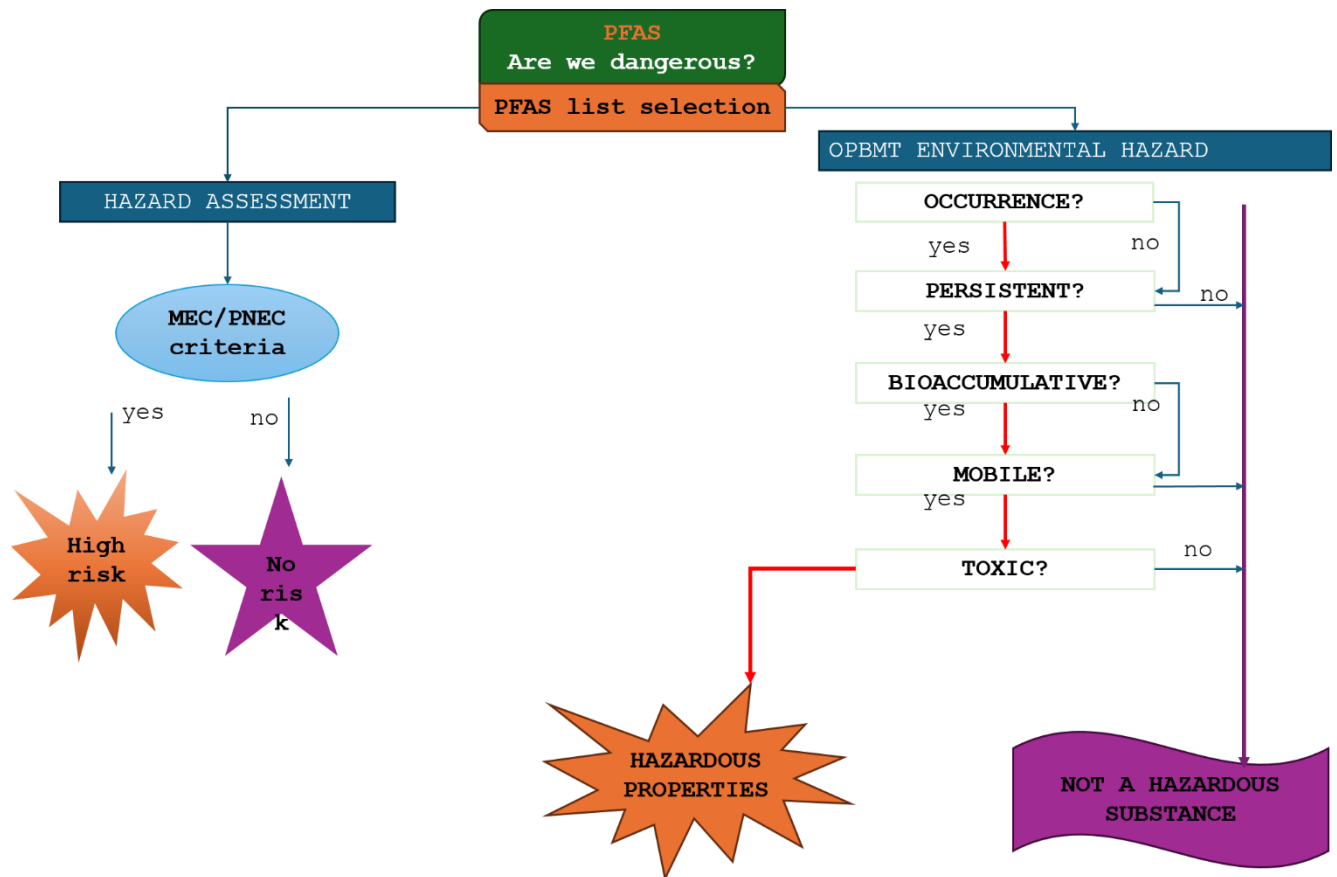 PFAS
Are we dangerous?
PFAS list selection
HAZARD ASSESSMENT
MEC/PNEC
criteria
yes
no
High
risk
No
ris
k
OPBMT ENVIRONMENTAL HAZARD
OCCURRENCE?
yes
no
PERSISTENT?
no
yes
BIOACCUMULATIVE?
yes
no
MOBILE?
yes
no
TOXIC?
HAZARDOUS
PROPERTIES
NOT A HAZARDOUS
SUBSTANCE